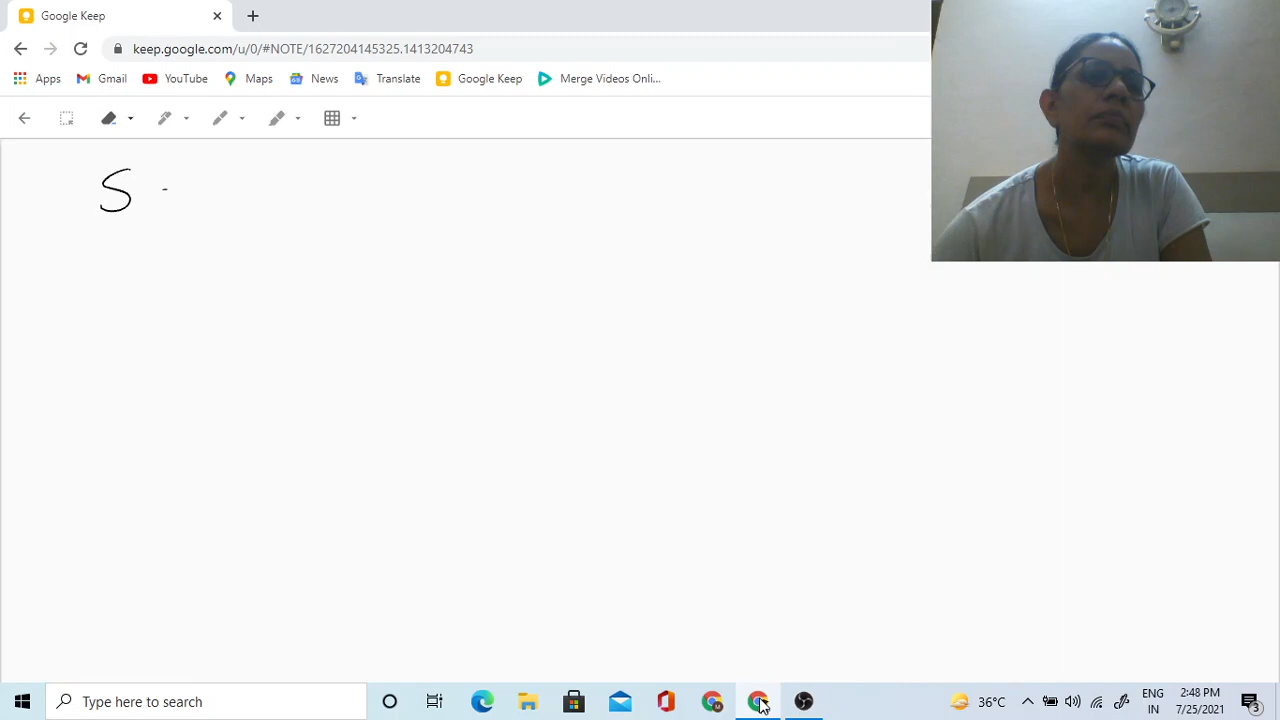 Google Keep
keep.google.com/u/0/#NOTE/1627204145325.1413204743
Apps Gmail YouTube Maps News Translate Google Keep Merge Videos Onli...
S -
Type here to search
36°C ENG 2:48 PM
IN 7/25/2021 3